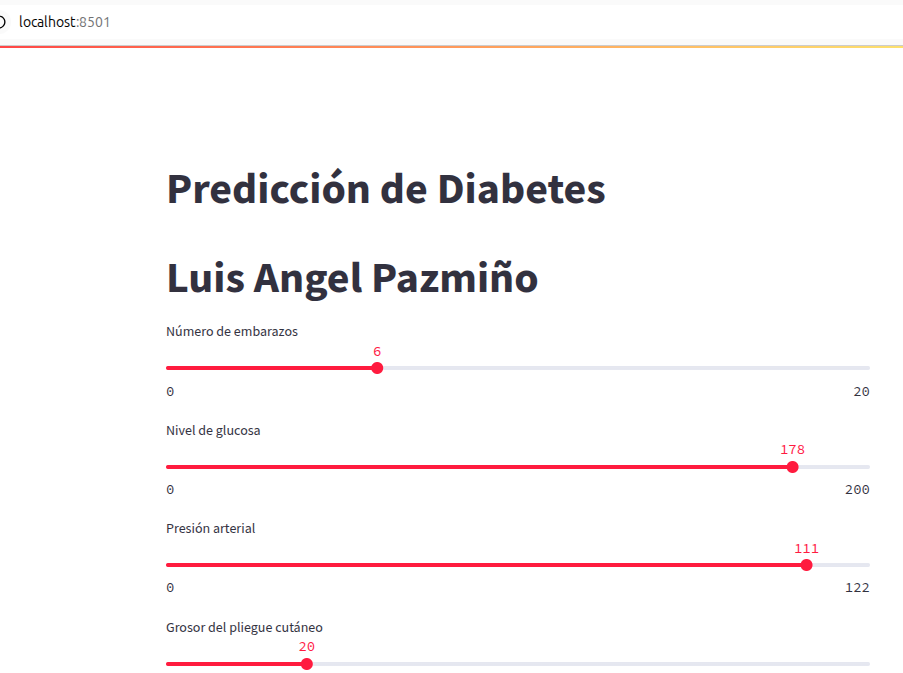 localhost:8501
Predicción de Diabetes
Luis Angel Pazmiño
Número de embarazos
6
0 20
Nivel de glucosa
178
0 200
Presión arterial
111
0 122
Grosor del pliegue cutáneo
20